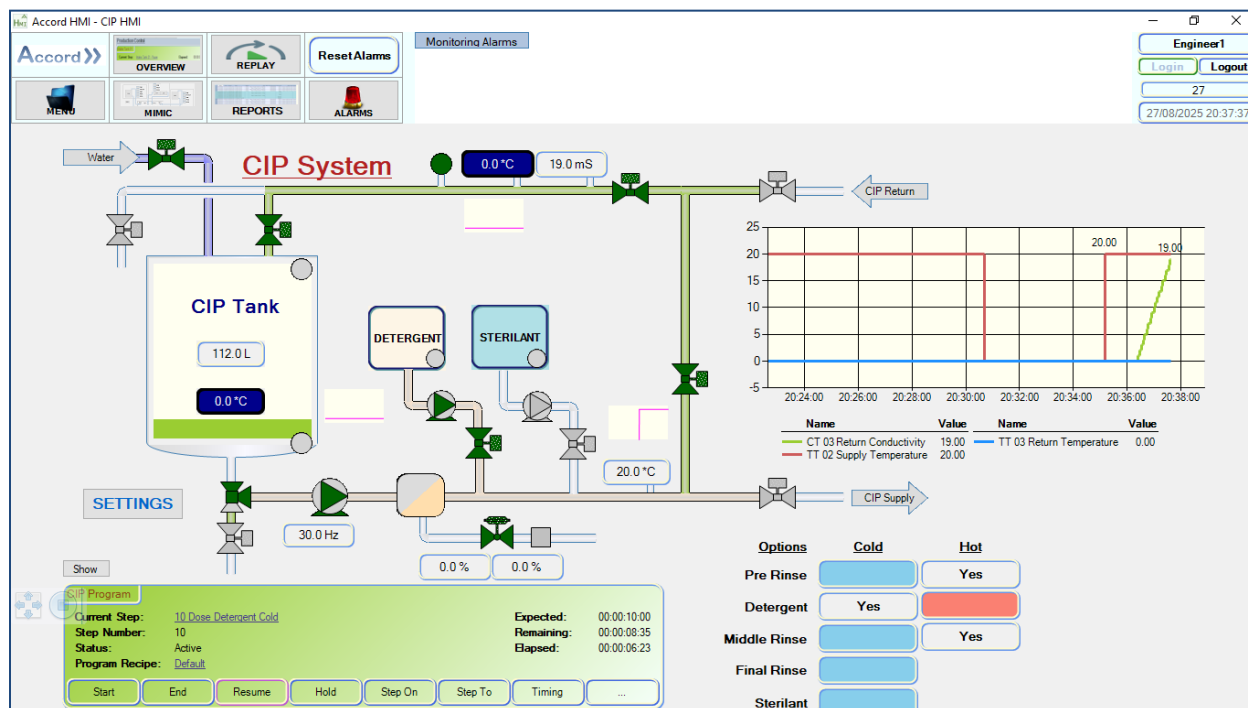 Accord HMI - CIP HMI
Accord
OVERVIEW
REPLAY
Reset Alarms
MENU
MIMIC
REPORTS
ALARMS
Monitoring Alarms
Engineer1
Login
Logout
27
27/08/2025 20:37:37
Water
CIP System
0.0 °C
19.0 mS
CIP Return
CIP Tank
112.0 L
0.0 °C
DETERGENT
STERILANT
20.0 °C
SETTINGS
30.0 Hz
CIP Supply
0.0 %
0.0 %
25
20
15
10
5
0
-5
20.00
19.00
20:24:00
20:26:00
20:28:00
20:30:00
20:32:00
20:34:00
20:36:00
20:38:00
Name Value Name Value
CT 03 Return Conductivity 19.00 TT 03 Return Temperature 0.00
TT 02 Supply Temperature 20.00
Show
CIP Program
Current Step: 10 Dose Detergent Cold Expected: 00:00:10:00
Step Number: 10 Remaining: 00:00:08:35
Status: Active Elapsed: 00:00:06:23
Program Recipe: Default
Start
End
Resume
Hold
Step On
Step To
Timing
...
Options Cold Hot
Pre Rinse Yes
Detergent Yes
Middle Rinse Yes
Final Rinse
Sterilant